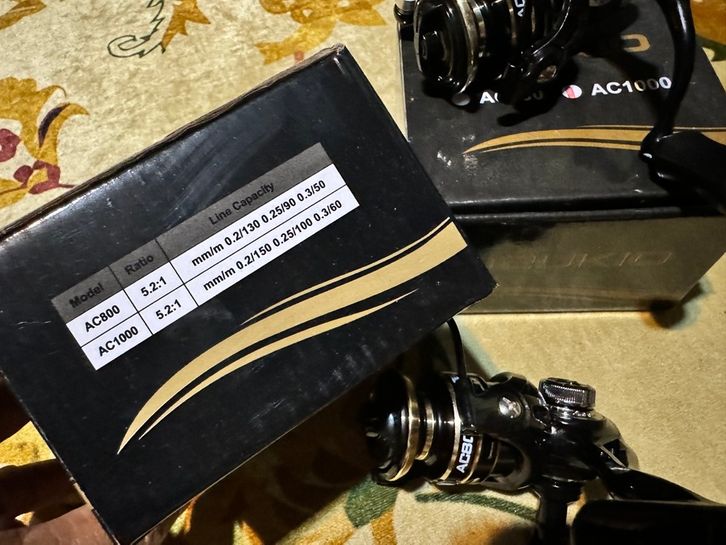 Model Ratio Line Capacity
AC800 5.2:1 mm/m 0.2/130 0.25/90 0.3/50
AC1000 5.2:1 mm/m 0.2/150 0.25/100 0.3/60
AC1000